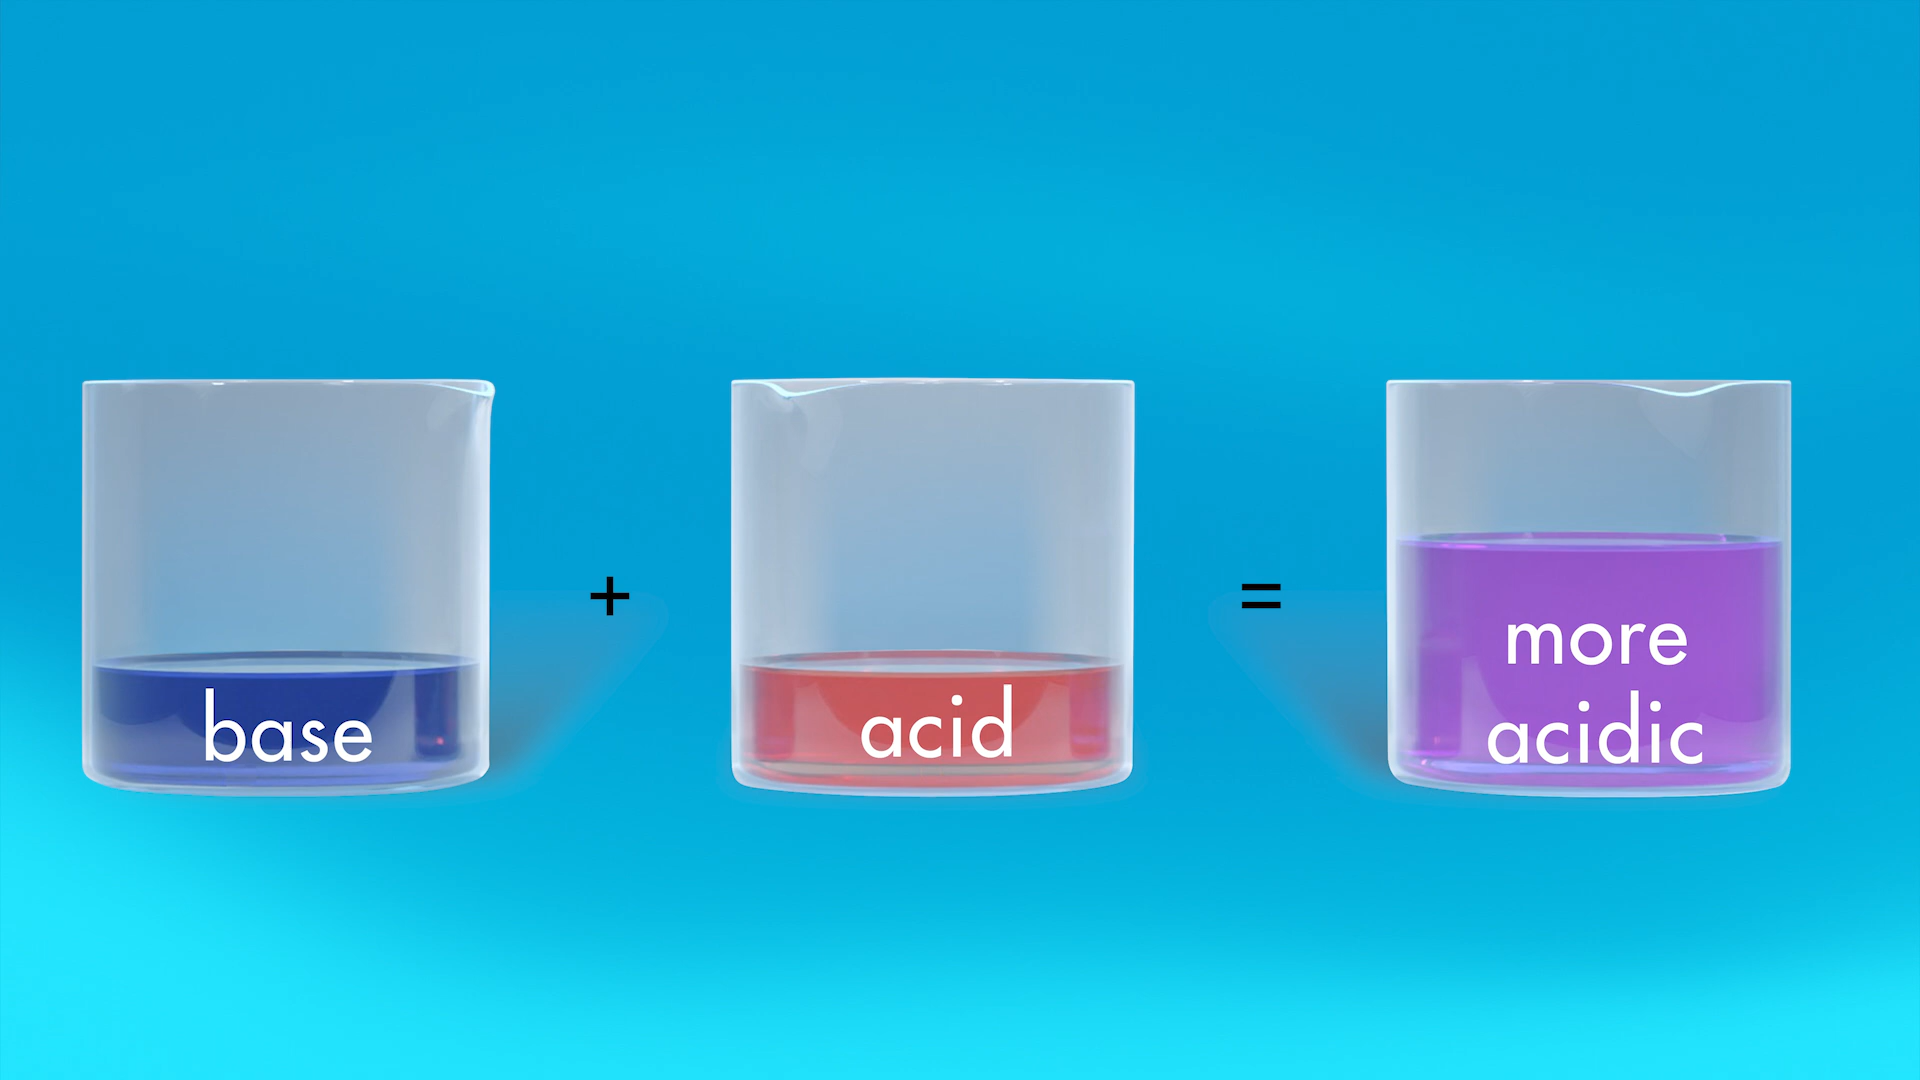 base
+
acid
=
more
acidic